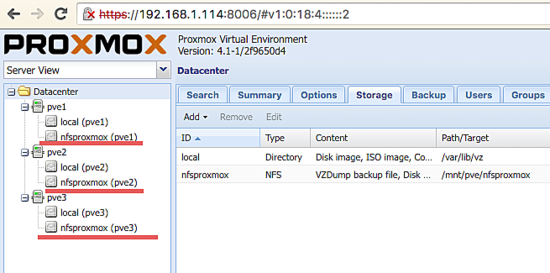 https://192.168.1.114:8006/#v1:0:18:4::::::2
PROXMOX
Proxmox Virtual Environment
Version: 4.1-1/2f9650d4
Server View
Datacenter
Search Summary Options Storage Backup Users Groups
Add Remove Edit
ID Type Content Path/Target
local Directory Disk image, ISO image, Co... /var/lib/vz
nfsproxmox NFS VZDump backup file, Disk ... /mnt/pve/nfsproxmox
Datacenter
pve1
local (pve1)
nfsproxmox (pve1)
pve2
local (pve2)
nfsproxmox (pve2)
pve3
local (pve3)
nfsproxmox (pve3)